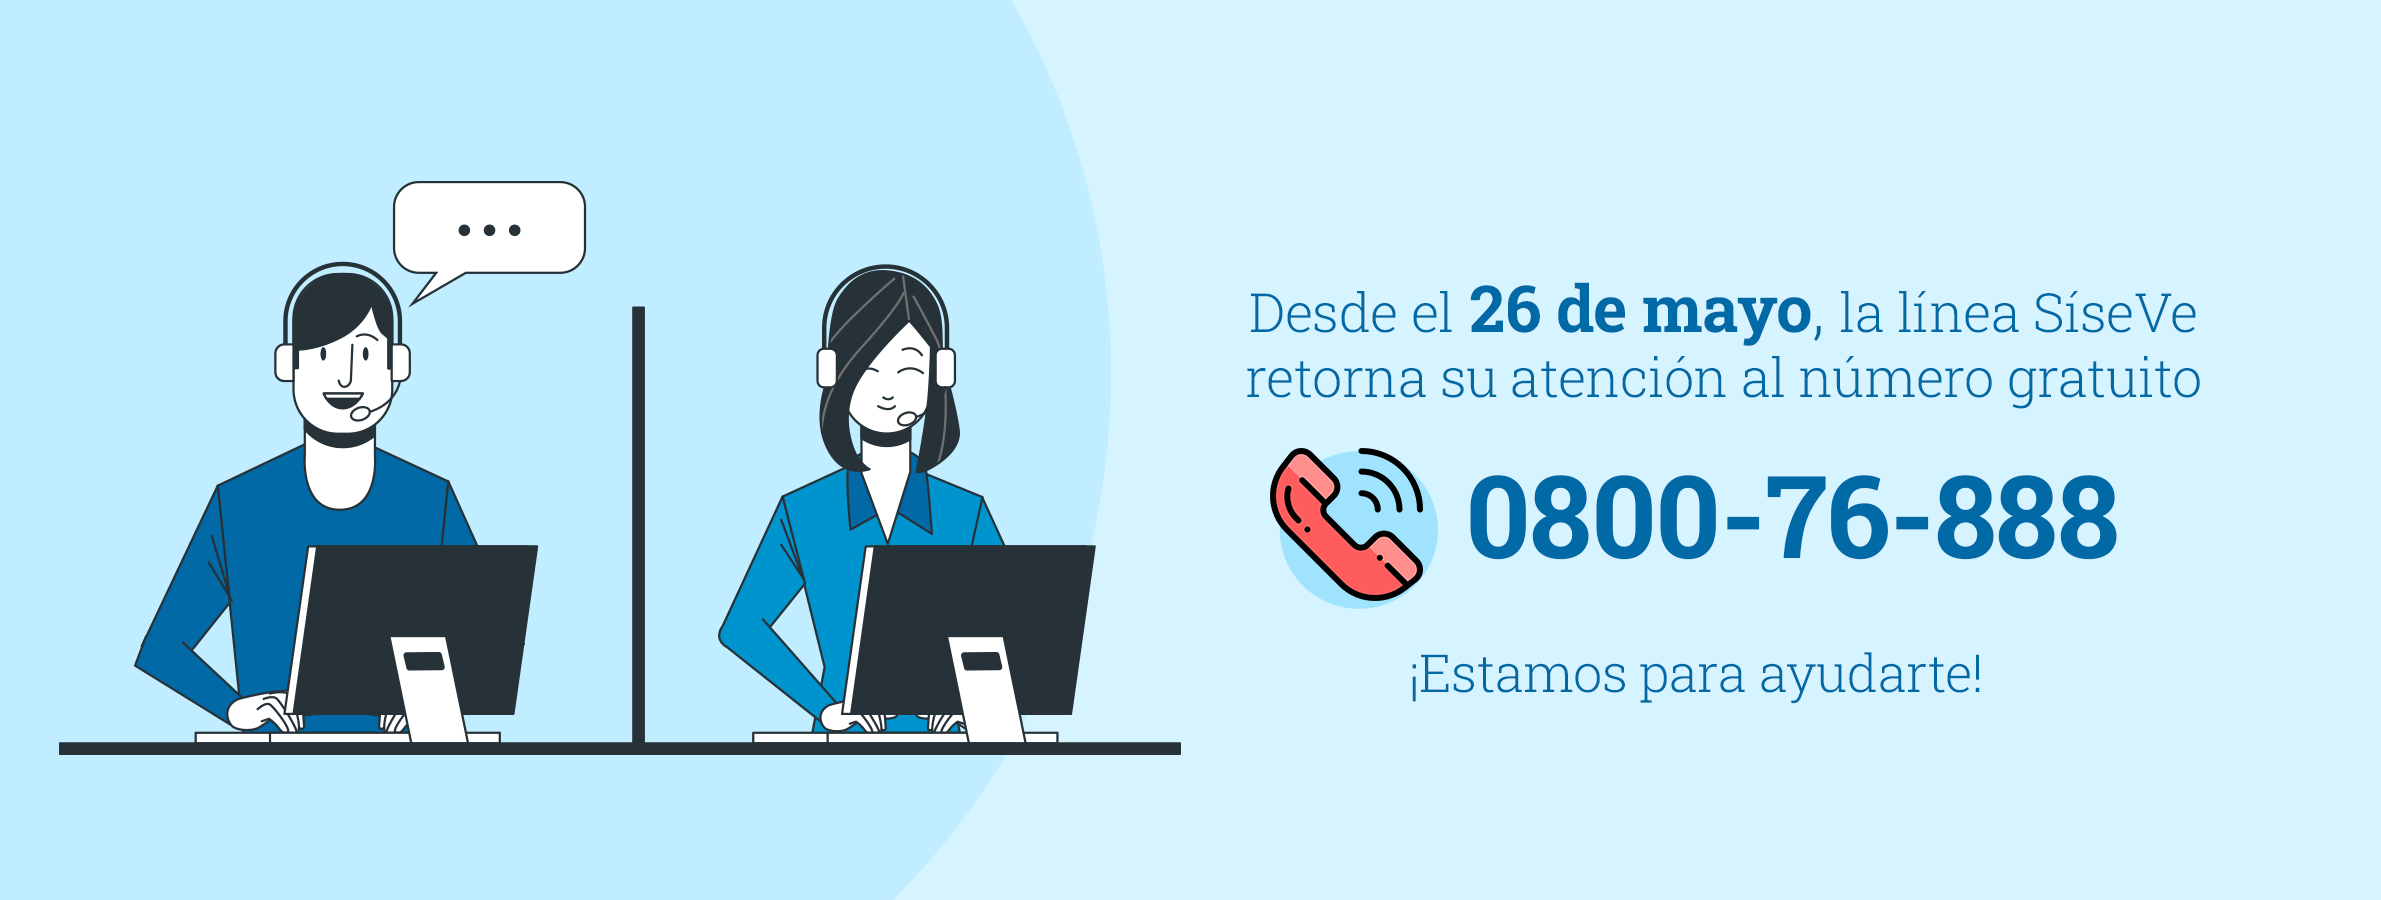 Desde el 26 de mayo, la línea SíseVe
retorna su atención al número gratuito
0800-76-888
¡Estamos para ayudarte!